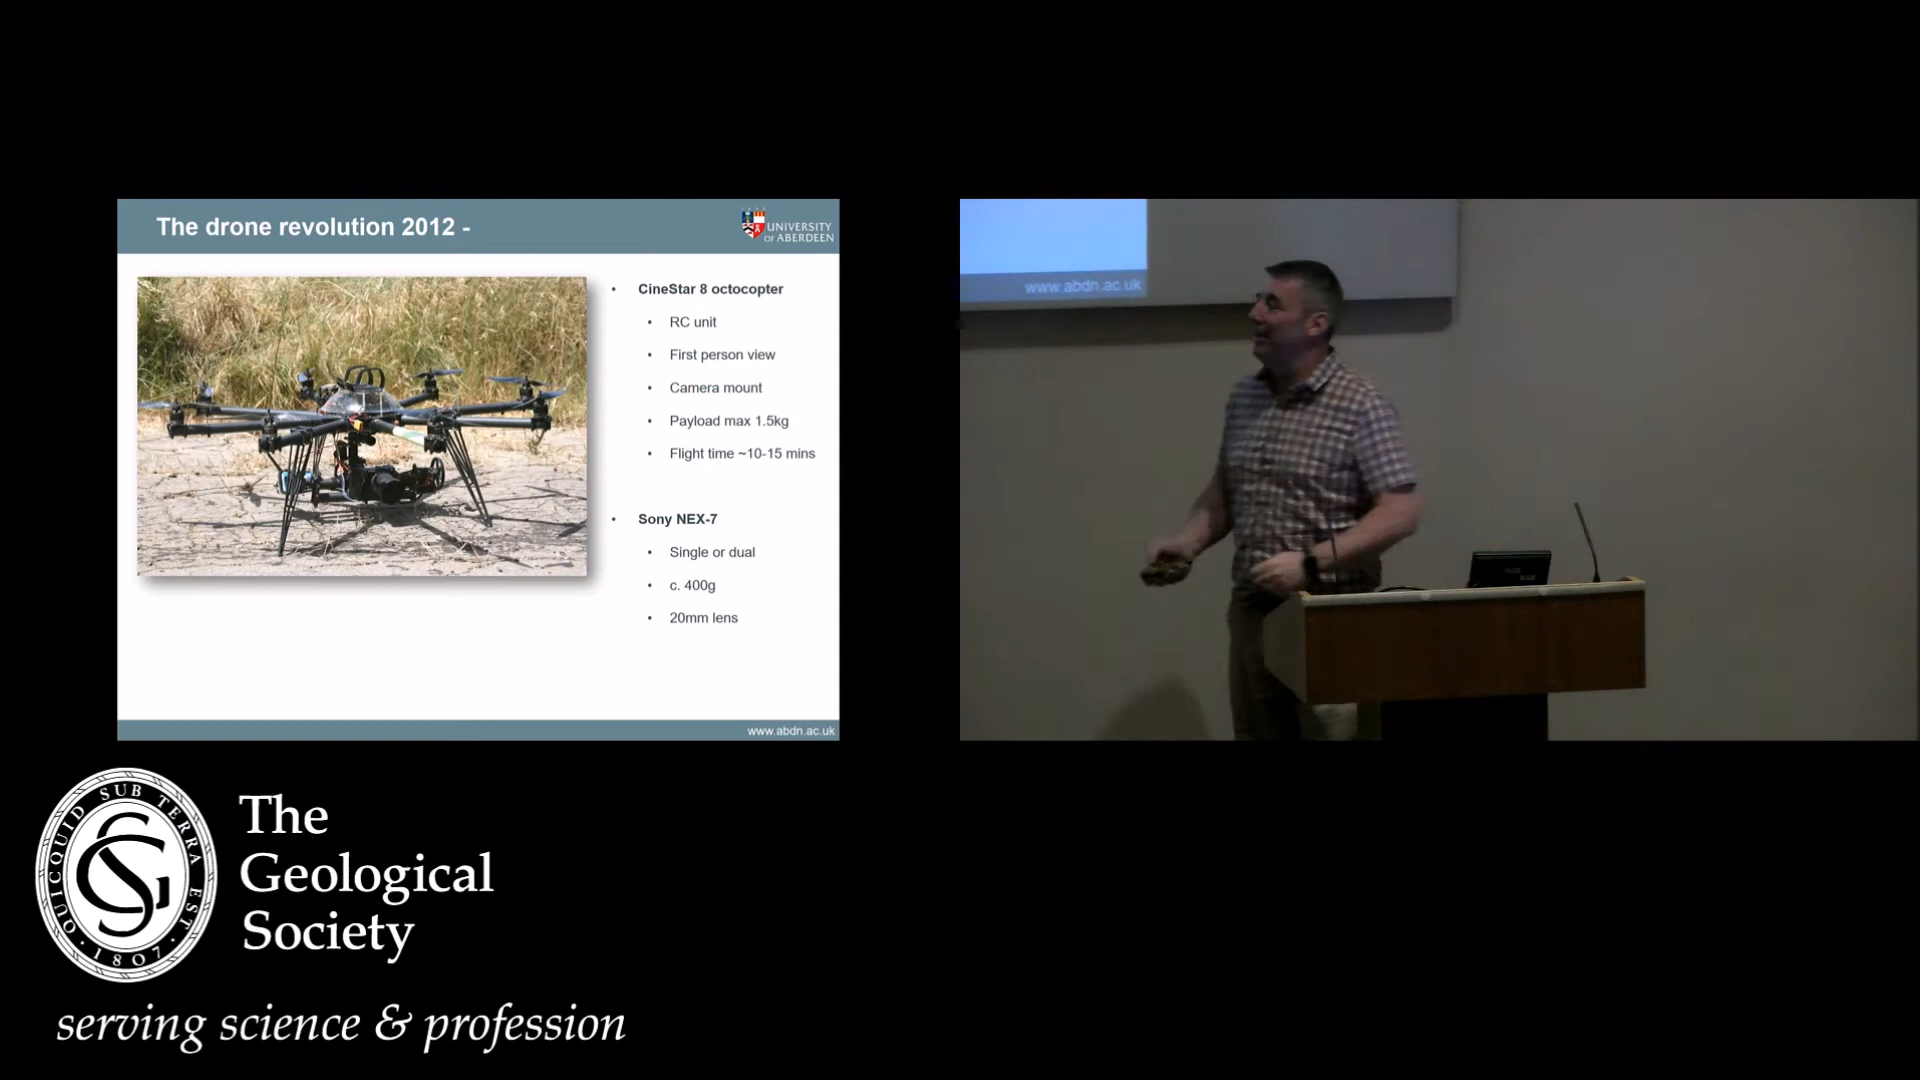 The drone revolution 2012 -
UNIVERSITY
OF ABERDEEN
• CineStar 8 octocopter
• RC unit
• First person view
• Camera mount
• Payload max 1.5kg
• Flight time ~10-15 mins
• Sony NEX-7
• Single or dual
• c. 400g
• 20mm lens
www.abdn.ac.uk
www.abdn.ac.uk
QUICQUID SUB TERRA EST
· 1807 ·
GS
The
Geological
Society
serving science & profession